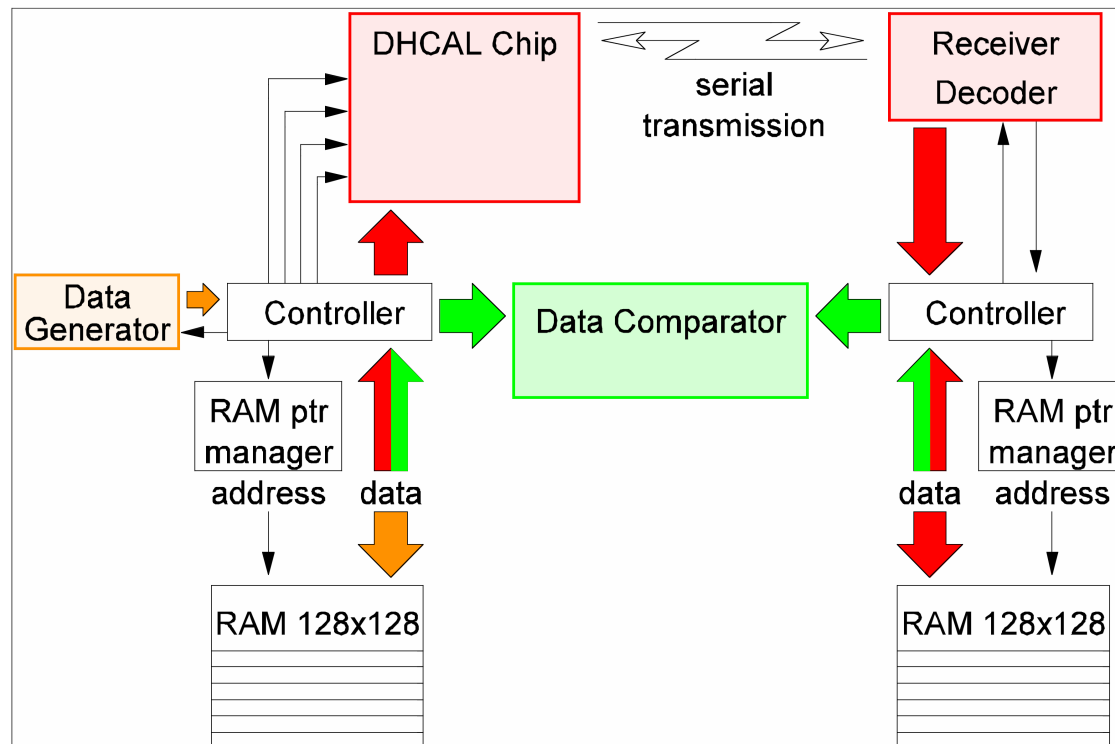 DHCAL Chip
serial
transmission
Receiver
Decoder
Data
Generator
Controller
Data Comparator
Controller
RAM ptr
manager
address
data
data
RAM ptr
manager
address
RAM 128x128
RAM 128x128